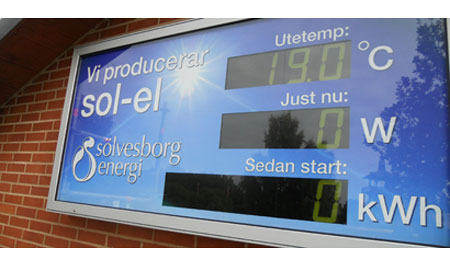 Vi producerar
sol-el
sölvesborg
energi
Utetemp:
19.0 °C
Just nu:
0 W
Sedan start:
0 kWh